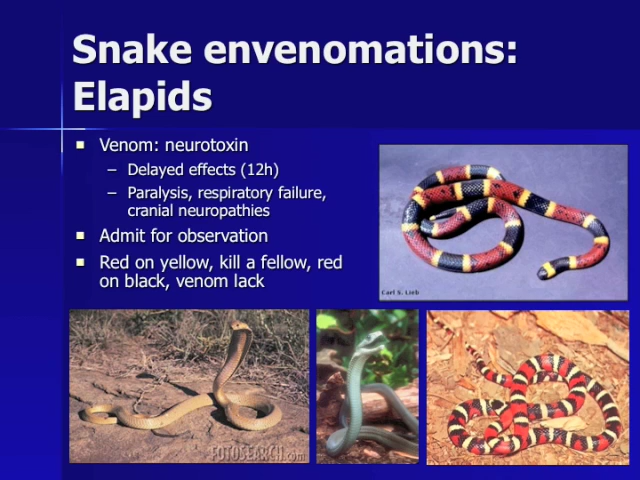 Snake envenomations:
Elapids
Venom: neurotoxin
– Delayed effects (12h)
– Paralysis, respiratory failure,
cranial neuropathies
Admit for observation
Red on yellow, kill a fellow, red
on black, venom lack
Carl S. Lieb
FOTOSEARCH.com